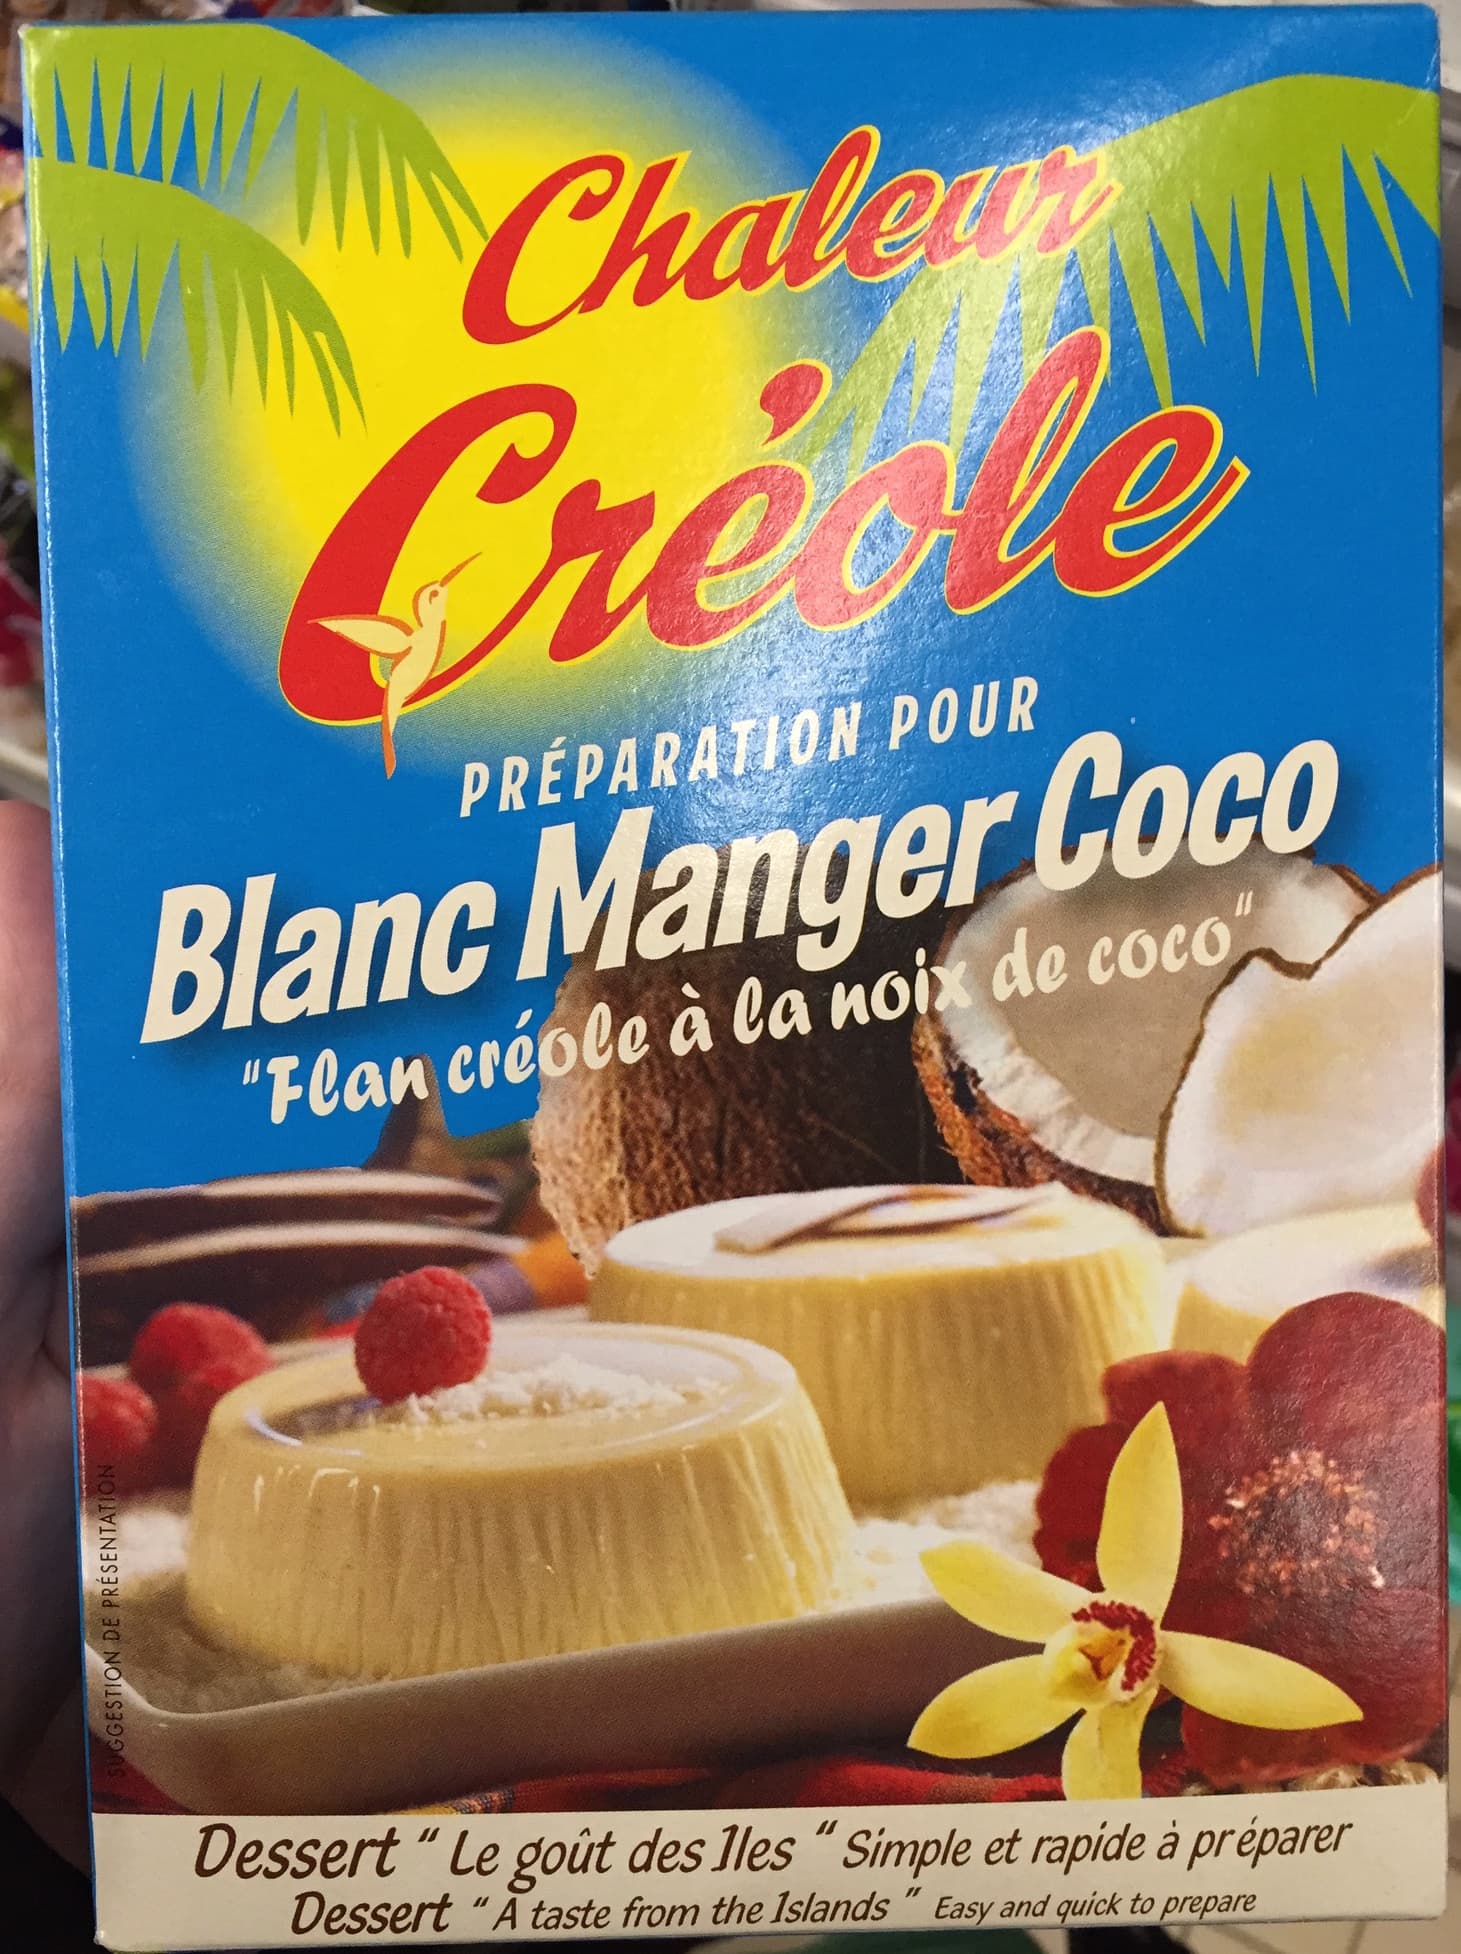 Chaleur
Créole
PRÉPARATION POUR
Blanc Manger Coco
"Flan créole à la noix de coco"
SUGGESTION DE PRÉSENTATION
Dessert “ Le goût des Iles “ Simple et rapide à préparer
Dessert “ A taste from the Islands ” Easy and quick to prepare